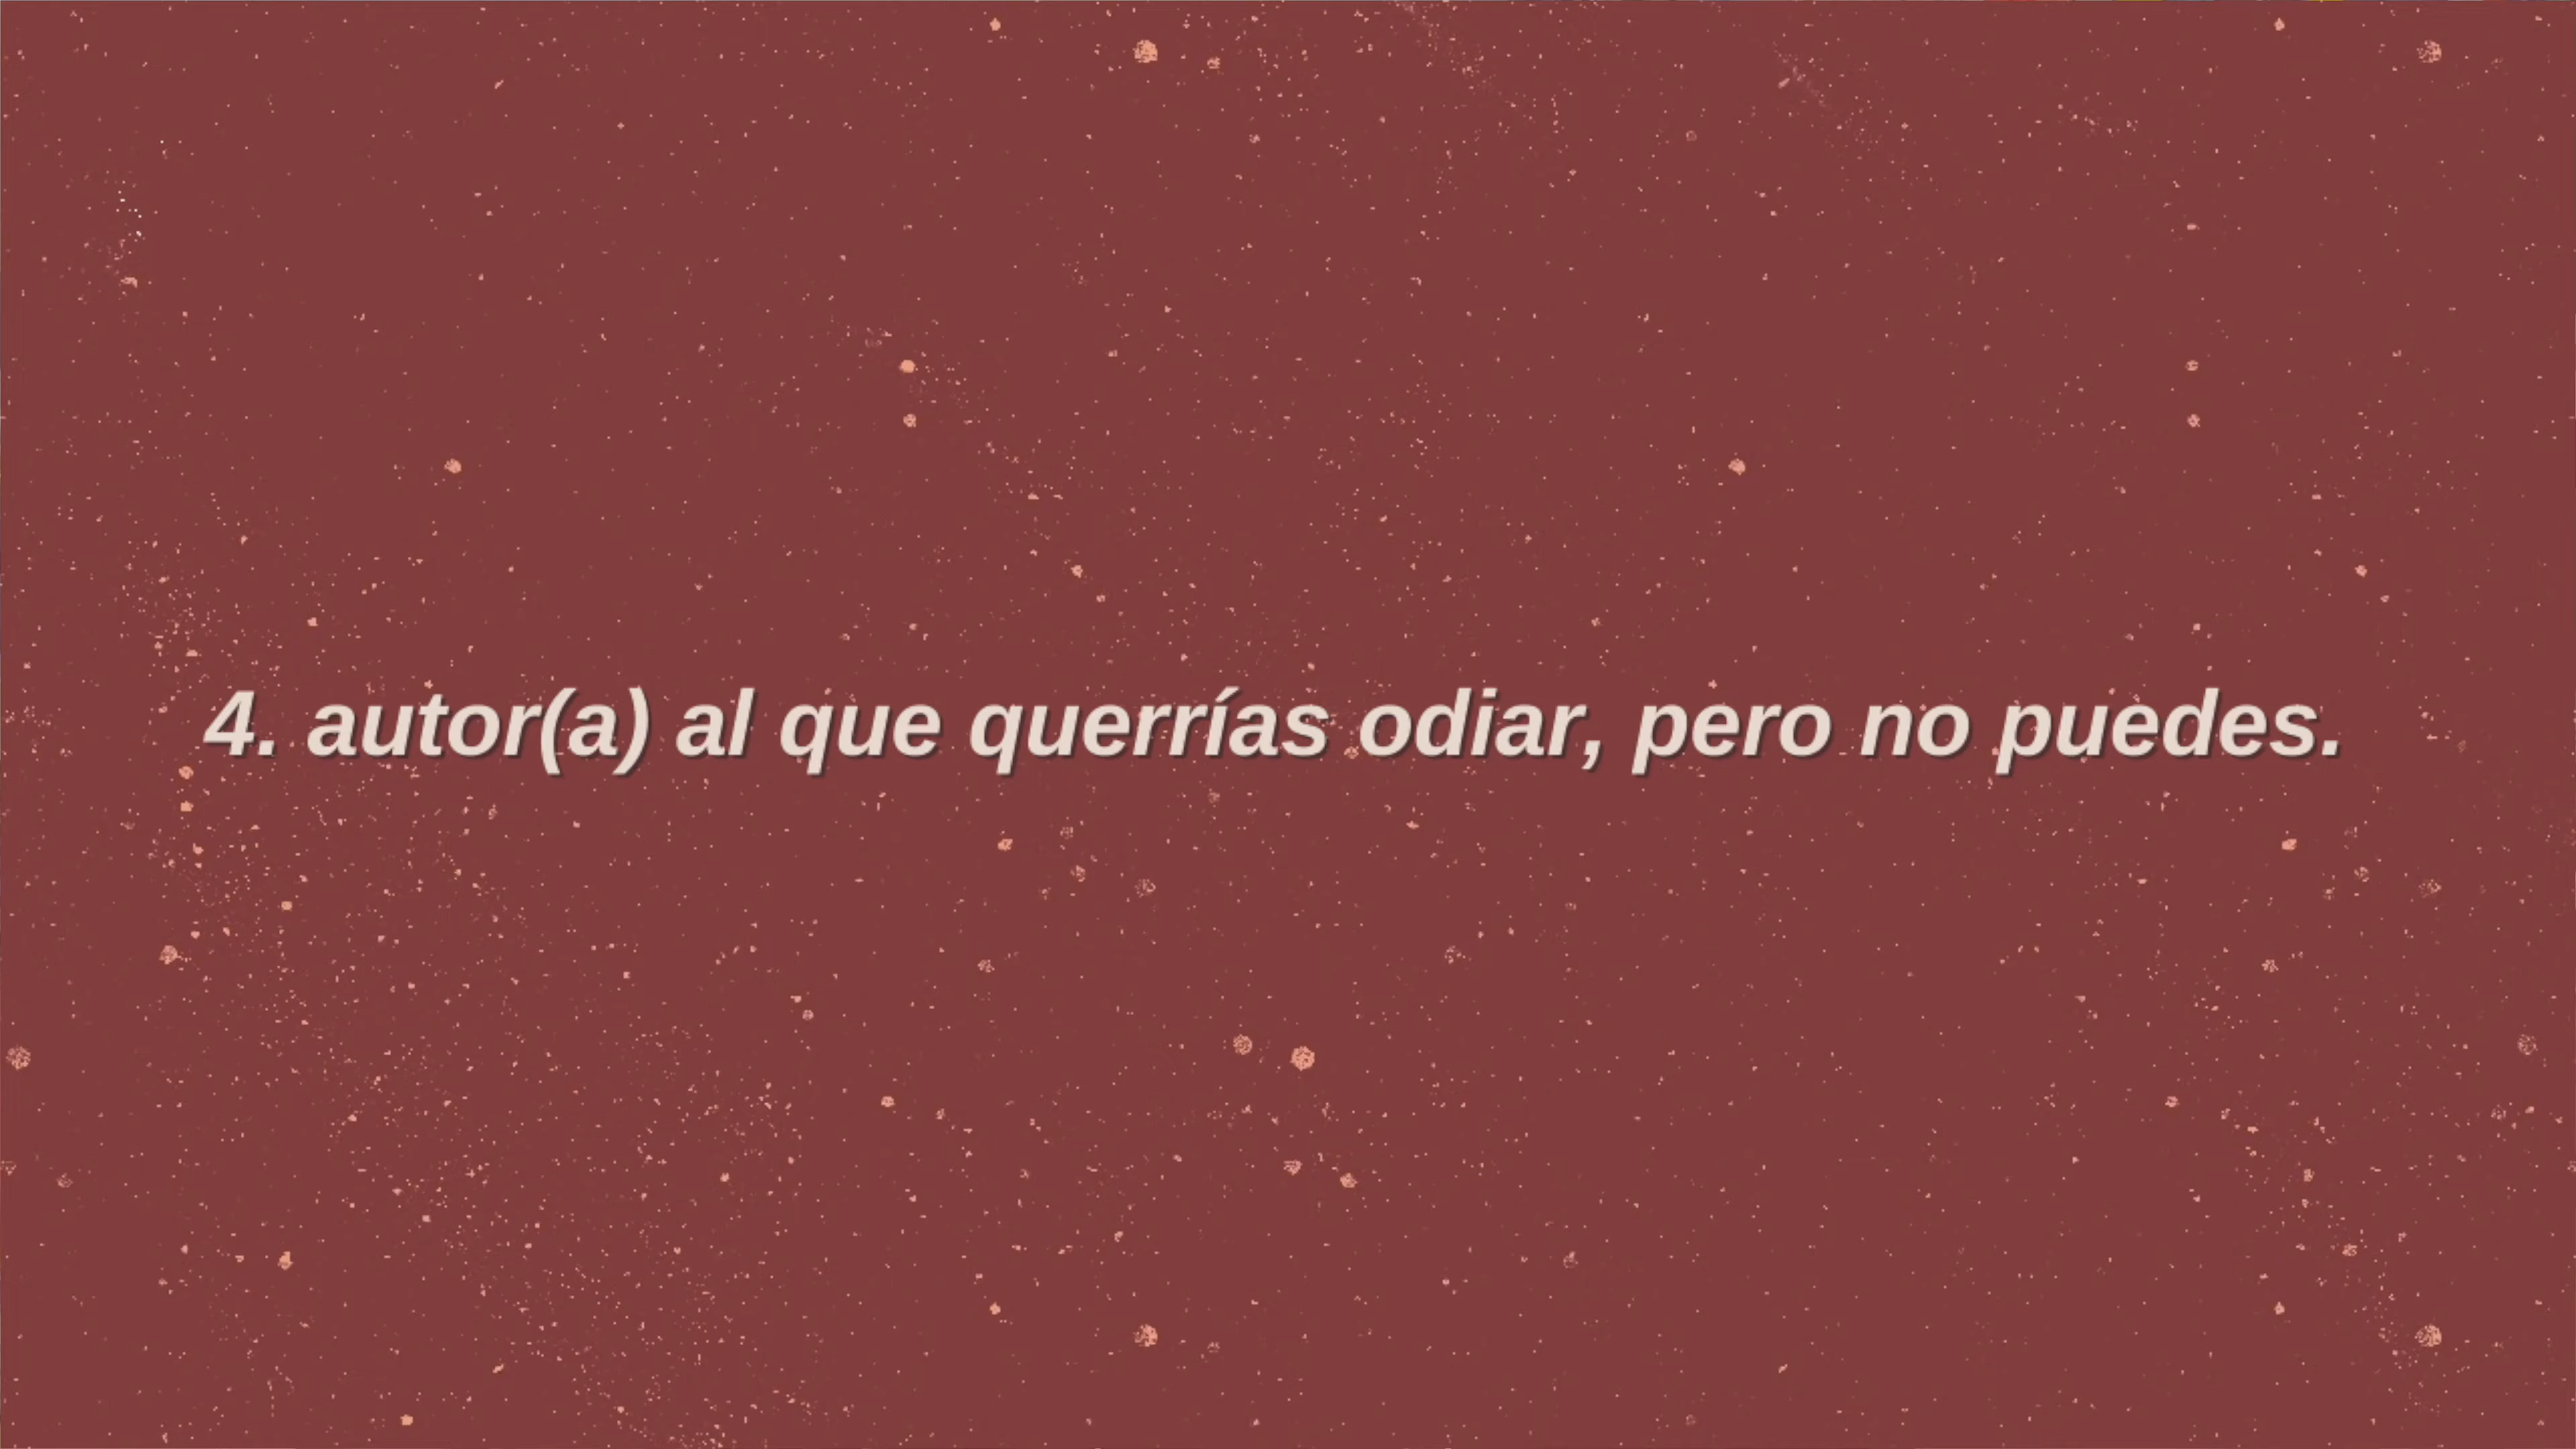 4. autor(a) al que querrías odiar, pero no puedes.